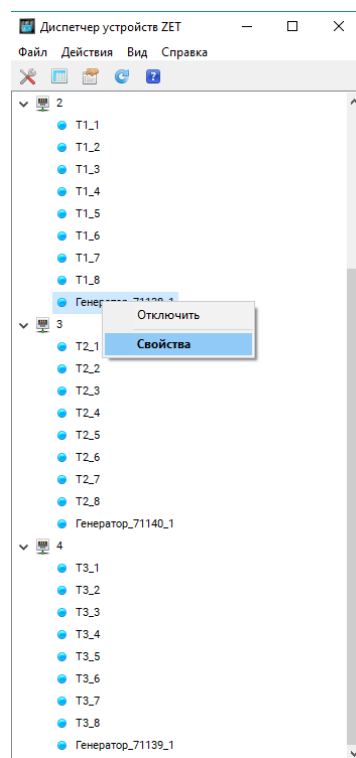 Диспетчер устройств ZET
Файл Действия Вид Справка
2
T1_1
T1_2
T1_3
T1_4
T1_5
T1_6
T1_7
T1_8
Генератор_71138_1
Отключить
Свойства
3
T2_1
T2_2
T2_3
T2_4
T2_5
T2_6
T2_7
T2_8
Генератор_71140_1
4
T3_1
T3_2
T3_3
T3_4
T3_5
T3_6
T3_7
T3_8
Генератор_71139_1